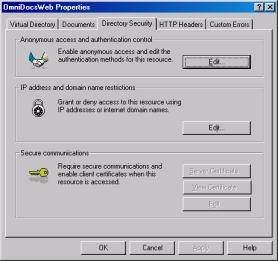 OmniDocsWeb Properties
Virtual Directory
Documents
Directory Security
HTTP Headers
Custom Errors
Anonymous access and authentication control
Enable anonymous access and edit the
authentication methods for this resource.
Edit...
IP address and domain name restrictions
Grant or deny access to this resource using
IP addresses or internet domain names.
Edit...
Secure communications
Require secure communications and
enable client certificates when this
resource is accessed.
Server Certificate...
View Certificate...
Edit...
OK
Cancel
Apply
Help